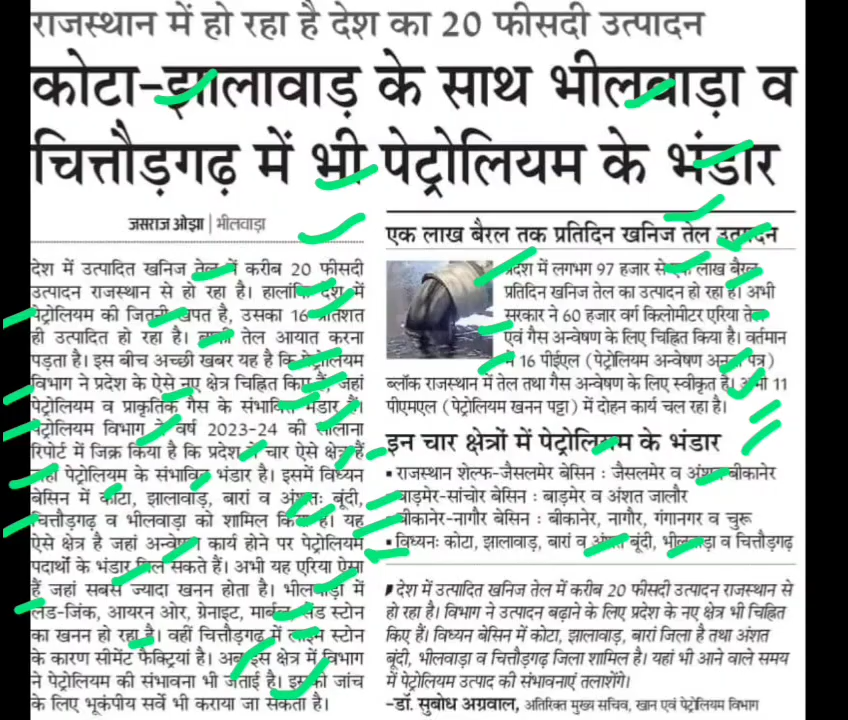 राजस्थान में हो रहा है देश का 20 फीसदी उत्पादन
कोटा-झालावाड़ के साथ भीलवाड़ा व
चित्तौड़गढ़ में भी पेट्रोलियम के भंडार
जसराज ओझा | भीलवाड़ा
देश में उत्पादित खनिज तेल में करीब 20 फीसदी
उत्पादन राजस्थान से हो रहा है। हालांकि देश में
पेट्रोलियम की जितनी खपत है, उसका 16 प्रतिशत
ही उत्पादित हो रहा है। बाकी तेल आयात करना
पड़ता है। इस बीच अच्छी खबर यह है कि पेट्रोलियम
विभाग ने प्रदेश के ऐसे नए क्षेत्र चिह्नित किए हैं, जहां
पेट्रोलियम व प्राकृतिक गैस के संभावित भंडार हैं।
पेट्रोलियम विभाग के वर्ष 2023-24 की सालाना
रिपोर्ट में जिक्र किया है कि प्रदेश में चार ऐसे क्षेत्र हैं
जहां पेट्रोलियम के संभावित भंडार है। इसमें विंध्यन
बेसिन में कोटा, झालावाड़, बारां व अंशतः बूंदी,
चित्तौड़गढ़ व भीलवाड़ा को शामिल किया है। यह
ऐसे क्षेत्र है जहां अन्वेषण कार्य होने पर पेट्रोलियम
पदार्थों के भंडार मिल सकते हैं। अभी यह एरिया ऐसा
हैं जहां सबसे ज्यादा खनन होता है। भीलवाड़ा में
लेड-जिंक, आयरन ओर, ग्रेनाइट, मार्बल, सैंड स्टोन
का खनन हो रहा है। वहीं चित्तौड़गढ़ में लाइम स्टोन
के कारण सीमेंट फैक्ट्रियां है। अब इस क्षेत्र में विभाग
ने पेट्रोलियम की संभावना भी जताई है। इसकी जांच
के लिए भूकंपीय सर्वे भी कराया जा सकता है।
एक लाख बैरल तक प्रतिदिन खनिज तेल उत्पादन
प्रदेश में लगभग 97 हजार से एक लाख बैरल
प्रतिदिन खनिज तेल का उत्पादन हो रहा है। अभी
सरकार ने 60 हजार वर्ग किलोमीटर एरिया तेल
एवं गैस अन्वेषण के लिए चिह्नित किया है। वर्तमान
में 16 पीईएल (पेट्रोलियम अन्वेषण अनुज्ञा पत्र)
ब्लॉक राजस्थान में तेल तथा गैस अन्वेषण के लिए स्वीकृत है। अभी 11
पीएमएल (पेट्रोलियम खनन पट्टा) में दोहन कार्य चल रहा है।
इन चार क्षेत्रों में पेट्रोलियम के भंडार
▪ राजस्थान शेल्फ-जैसलमेर बेसिन : जैसलमेर व अंशत बीकानेर
▪ बाड़मेर-सांचोर बेसिन : बाड़मेर व अंशत जालौर
▪ बीकानेर-नागौर बेसिन : बीकानेर, नागौर, गंगानगर व चुरू
▪ विंध्यनः कोटा, झालावाड़, बारां व अंशत बूंदी, भीलवाड़ा व चित्तौड़गढ़
देश में उत्पादित खनिज तेल में करीब 20 फीसदी उत्पादन राजस्थान से
हो रहा है। विभाग ने उत्पादन बढ़ाने के लिए प्रदेश के नए क्षेत्र भी चिह्नित
किए हैं। विंध्यन बेसिन में कोटा, झालावाड़, बारां जिला है तथा अंशत
बूंदी, भीलवाड़ा व चित्तौड़गढ़ जिला शामिल है। यहां भी आने वाले समय
में पेट्रोलियम उत्पाद की संभावनाएं तलाशेंगे।
-डॉ. सुबोध अग्रवाल, अतिरिक्त मुख्य सचिव, खान एवं पेट्रोलियम विभाग